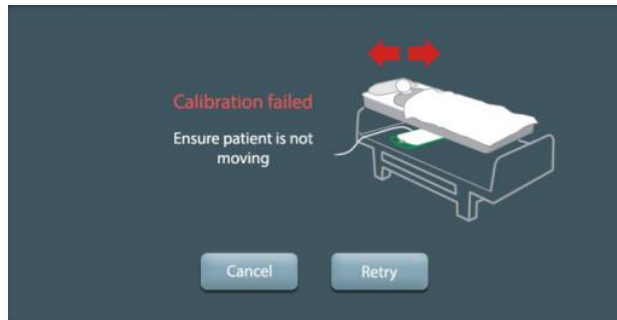 Calibration failed
Ensure patient is not
moving
Cancel
Retry